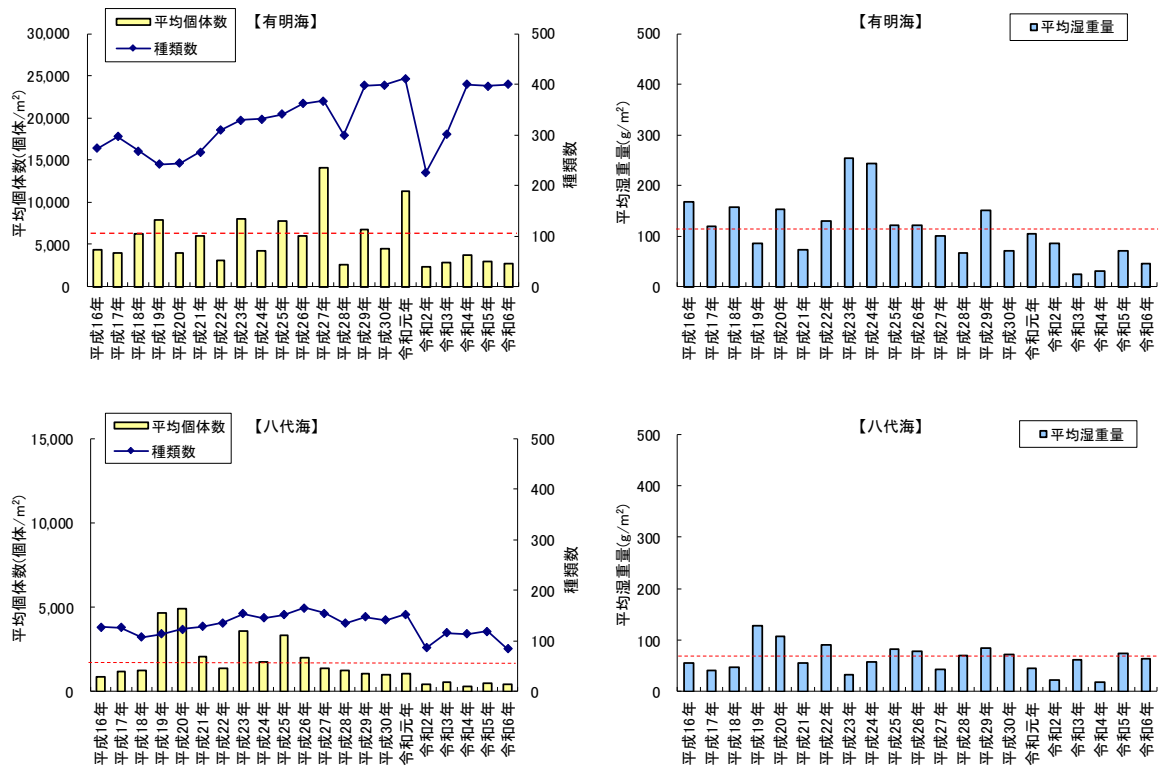 平均個体数
種類数
【有明海】
平均個体数(個体/m²)
30,000
25,000
20,000
15,000
10,000
5,000
0
500
400
300
200
100
0
種類数
平成16年
平成17年
平成18年
平成19年
平成20年
平成21年
平成22年
平成23年
平成24年
平成25年
平成26年
平成27年
平成28年
平成29年
平成30年
令和元年
令和2年
令和3年
令和4年
令和5年
令和6年
【有明海】
平均湿重量
平均湿重量(g/m²)
500
400
300
200
100
0
平成16年
平成17年
平成18年
平成19年
平成20年
平成21年
平成22年
平成23年
平成24年
平成25年
平成26年
平成27年
平成28年
平成29年
平成30年
令和元年
令和2年
令和3年
令和4年
令和5年
令和6年
平均個体数
種類数
【八代海】
平均個体数(個体/m²)
15,000
10,000
5,000
0
500
400
300
200
100
0
種類数
平成16年
平成17年
平成18年
平成19年
平成20年
平成21年
平成22年
平成23年
平成24年
平成25年
平成26年
平成27年
平成28年
平成29年
平成30年
令和元年
令和2年
令和3年
令和4年
令和5年
令和6年
【八代海】
平均湿重量
平均湿重量(g/m²)
500
400
300
200
100
0
平成16年
平成17年
平成18年
平成19年
平成20年
平成21年
平成22年
平成23年
平成24年
平成25年
平成26年
平成27年
平成28年
平成29年
平成30年
令和元年
令和2年
令和3年
令和4年
令和5年
令和6年